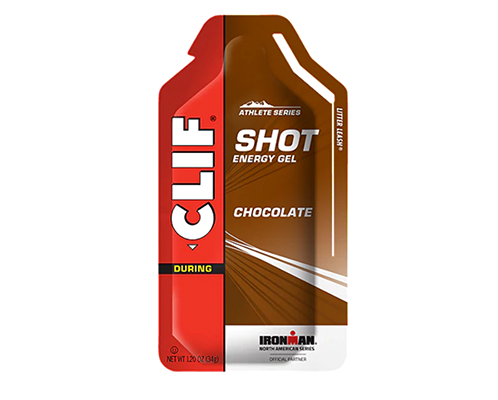 CLIF®
DURING
NET WT 1.20 OZ (34g)
ATHLETE SERIES
SHOT
ENERGY GEL
CHOCOLATE
LITTER LEASH®
IRONMAN
NORTH AMERICAN SERIES
OFFICIAL PARTNER